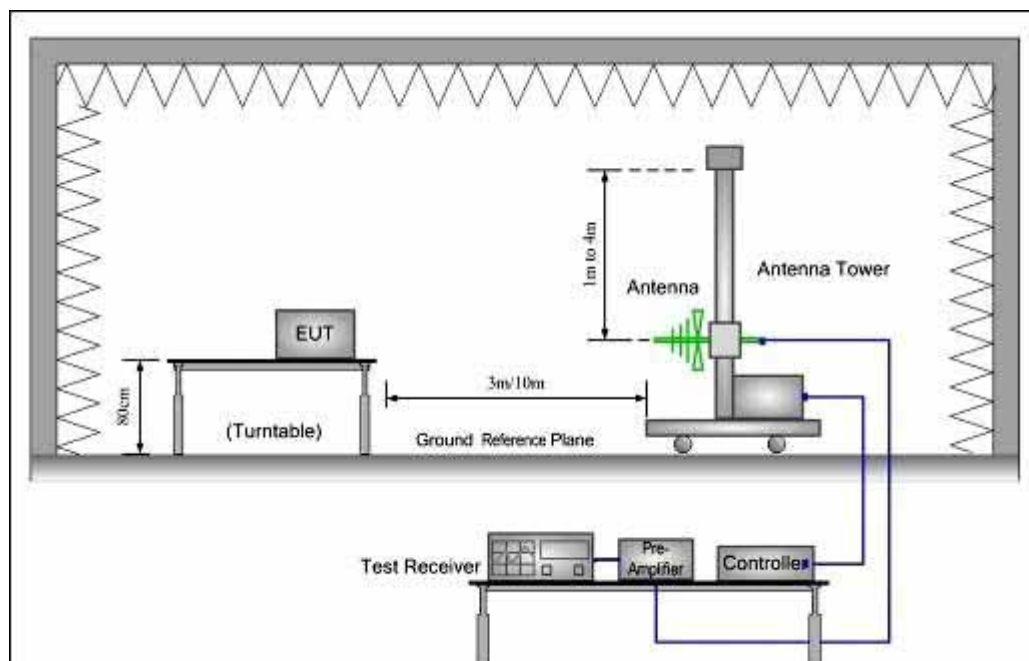 1m to 4m
Antenna
Antenna Tower
EUT
80cm
(Turntable)
3m/10m
Ground Reference Plane
Test Receiver
Pre-
Amplifier
Controller